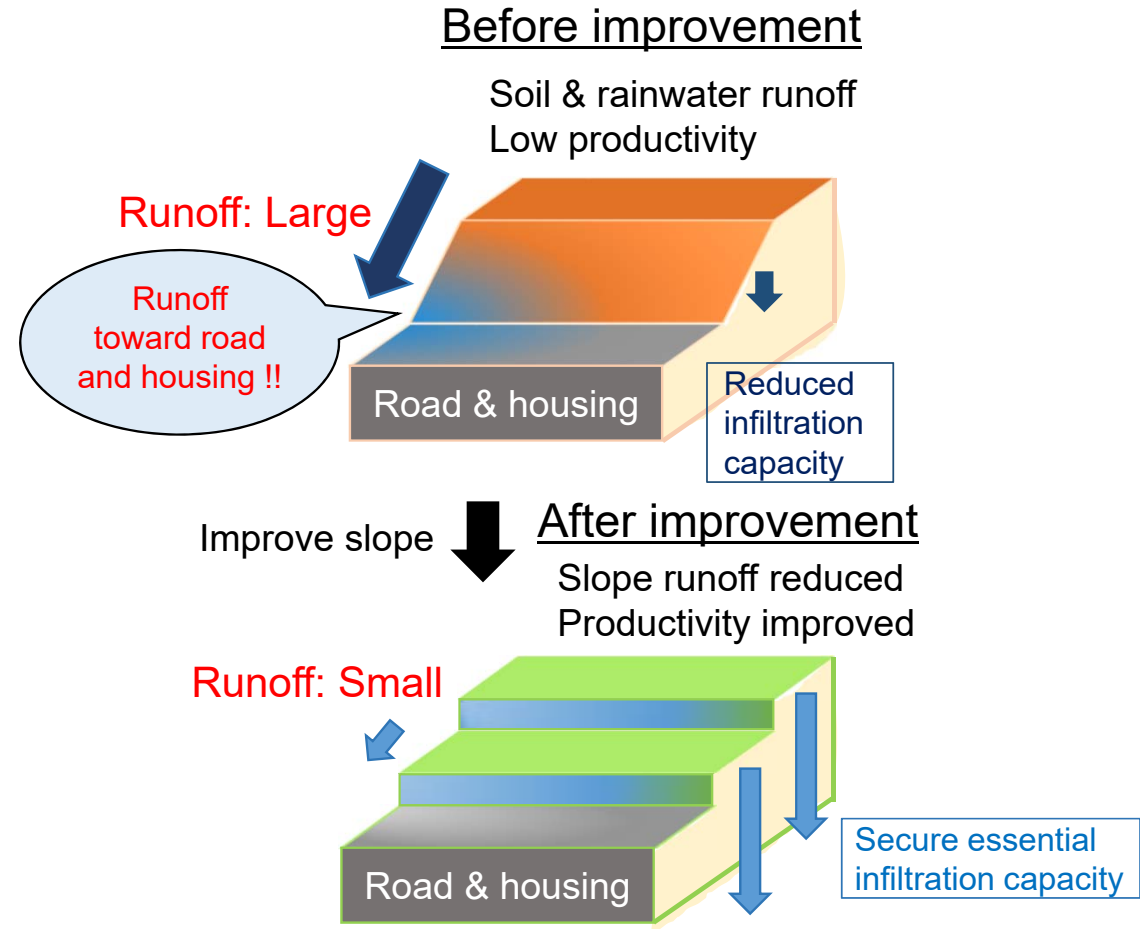 Before improvement
Soil & rainwater runoff
Low productivity
Runoff: Large
Runoff
toward road
and housing !!
Road & housing
Reduced
infiltration
capacity
Improve slope
After improvement
Slope runoff reduced
Productivity improved
Runoff: Small
Road & housing
Secure essential
infiltration capacity